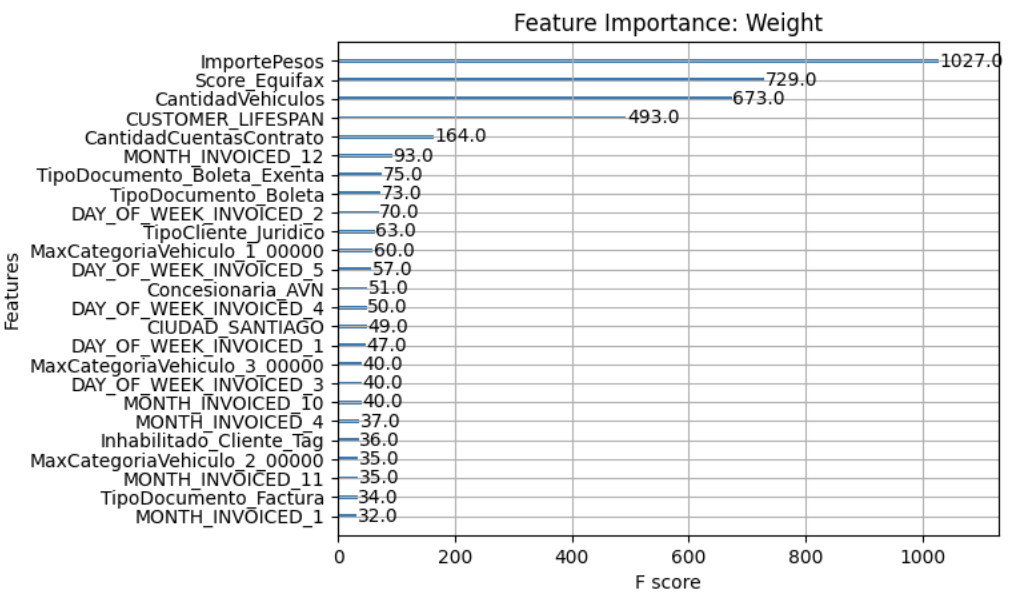 Feature Importance: Weight
Features
ImportePesos 1027.0
Score_Equifax 729.0
CantidadVehiculos 673.0
CUSTOMER_LIFESPAN 493.0
CantidadCuentasContrato 164.0
MONTH_INVOICED_12 93.0
TipoDocumento_Boleta_Exenta 75.0
TipoDocumento_Boleta 73.0
DAY_OF_WEEK_INVOICED_2 70.0
TipoCliente_Juridico 63.0
MaxCategoriaVehiculo_1_00000 60.0
DAY_OF_WEEK_INVOICED_5 57.0
Concesionaria_AVN 51.0
DAY_OF_WEEK_INVOICED_4 50.0
CIUDAD_SANTIAGO 49.0
DAY_OF_WEEK_INVOICED_1 47.0
MaxCategoriaVehiculo_3_00000 40.0
DAY_OF_WEEK_INVOICED_3 40.0
MONTH_INVOICED_10 40.0
MONTH_INVOICED_4 37.0
Inhabilitado_Cliente_Tag 36.0
MaxCategoriaVehiculo_2_00000 35.0
MONTH_INVOICED_11 35.0
TipoDocumento_Factura 34.0
MONTH_INVOICED_1 32.0
0 200 400 600 800 1000
F score